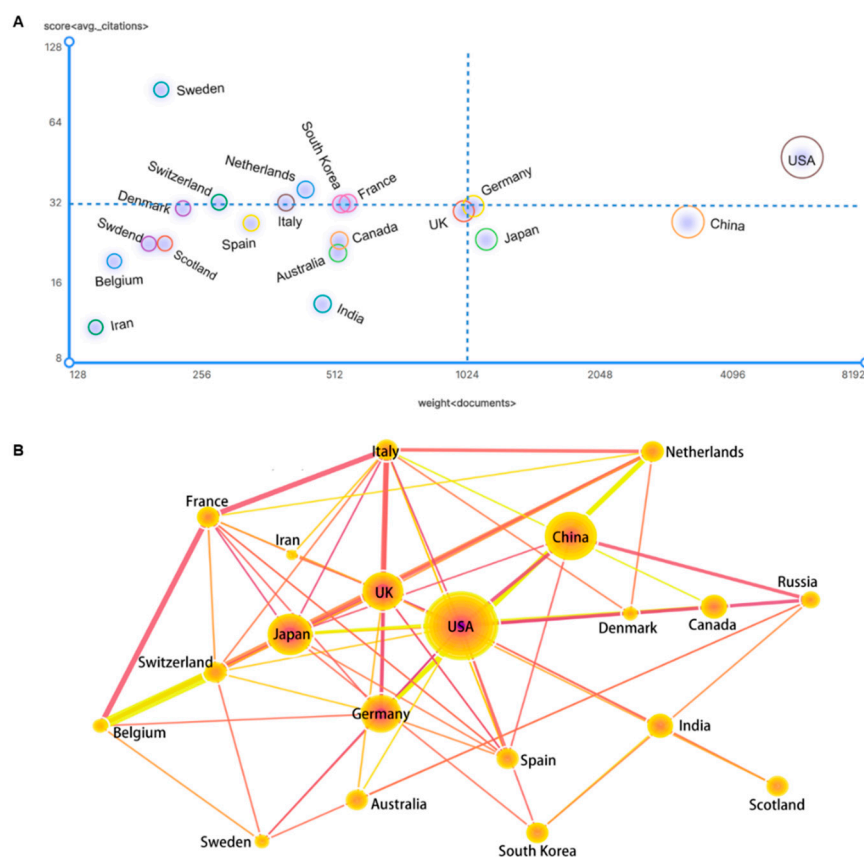 A
score<avg._citations>
128
64
32
16
8
Sweden
Switzerland
Netherlands
South Korea
France
Germany
USA
Denmark
Italy
UK
China
Swdend
Scotland
Spain
Canada
Japan
Australia
Belgium
India
Iran
128
256
512
1024
2048
4096
8192
weight<documents>
B
Italy
Netherlands
France
Iran
China
UK
Russia
USA
Japan
Denmark
Canada
Switzerland
Germany
India
Belgium
Spain
Australia
Scotland
Sweden
South Korea